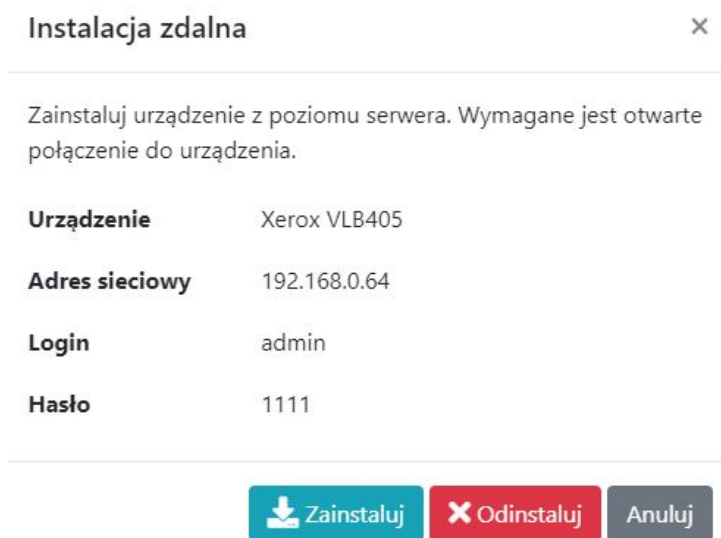 Instalacja zdalna ×
Zainstaluj urządzenie z poziomu serwera. Wymagane jest otwarte
połączenie do urządzenia.
Urządzenie Xerox VLB405
Adres sieciowy 192.168.0.64
Login admin
Hasło 1111
Zainstaluj Odinstaluj Anuluj